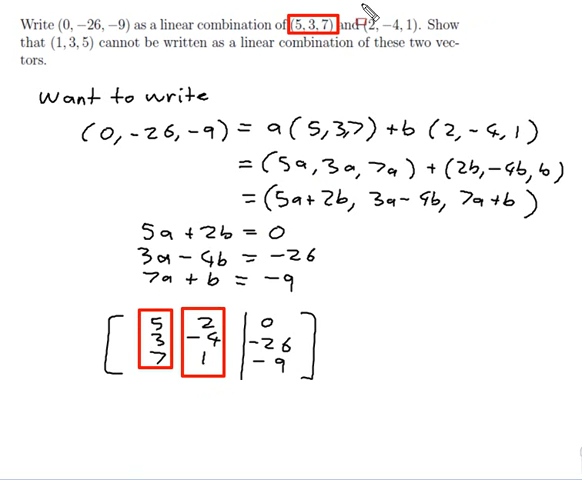 Write (0, −26, −9) as a linear combination of (5, 3, 7) and (2, −4, 1). Show
that (1, 3, 5) cannot be written as a linear combination of these two vec-
tors.
Want to write
(0, -26, -9) = a(5, 3, 7) + b(2, -4, 1)
= (5a, 3a, 7a) + (2b, -4b, b)
= (5a+2b, 3a-4b, 7a+b)
5a + 2b = 0
3a - 4b = -26
7a + b = -9
[ 5 2 | 0
3 -4 | -26
7 1 | -9 ]